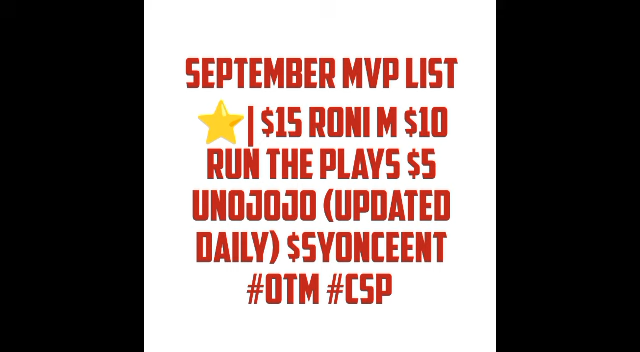 SEPTEMBER MVP LIST
⭐| $15 RONI M $10
RUN THE PLAYS $5
UNOJOJO (UPDATED
DAILY) $SYONCEENT
#OTM #CSP